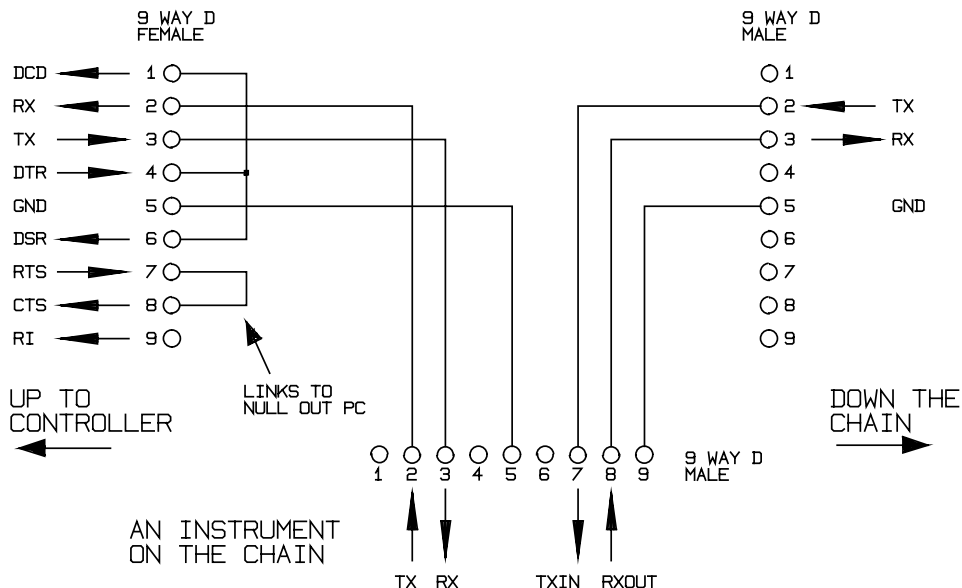 9 WAY D
FEMALE
9 WAY D
MALE
DCD 1
RX 2
TX 3
DTR 4
GND 5
DSR 6
RTS 7
CTS 8
RI 9
1
2 TX
3 RX
4
5 GND
6
7
8
9
LINKS TO
NULL OUT PC
UP TO
CONTROLLER
DOWN THE
CHAIN
1 2 3 4 5 6 7 8 9
9 WAY D
MALE
AN INSTRUMENT
ON THE CHAIN
TX RX TXIN RXOUT